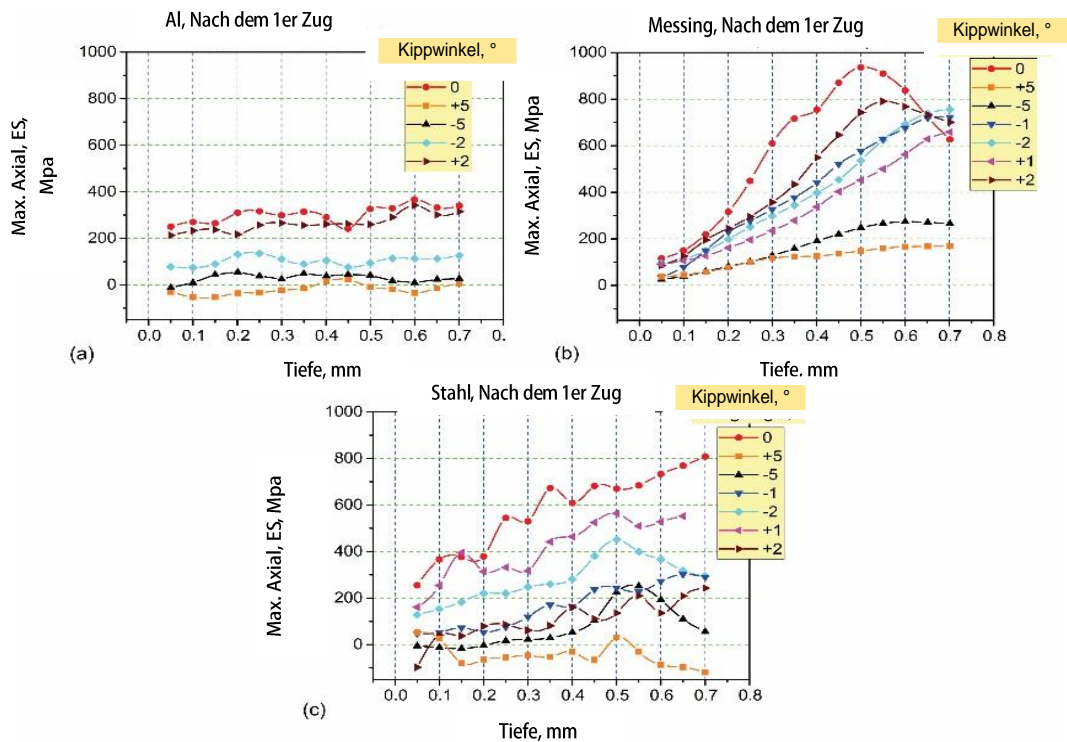 Al, Nach dem 1er Zug
Kippwinkel, °
1000
800
600
400
200
0
Max. Axial, ES,
Mpa
0
+5
-5
-2
+2
0.0 0.1 0.2 0.3 0.4 0.5 0.6 0.7 0.
(a)
Tiefe, mm
Messing, Nach dem 1er Zug
Kippwinkel, °
1000
800
600
400
200
0
Max. Axial, ES, Mpa
0
+5
-5
-1
-2
+1
+2
0.0 0.1 0.2 0.3 0.4 0.5 0.6 0.7 0.8
(b)
Tiefe, mm
Stahl, Nach dem 1er Zug
Kippwinkel, °
1000
800
600
400
200
0
Max. Axial, ES, Mpa
0
+5
-5
-1
-2
+1
+2
0.0 0.1 0.2 0.3 0.4 0.5 0.6 0.7 0.8
(c)
Tiefe, mm